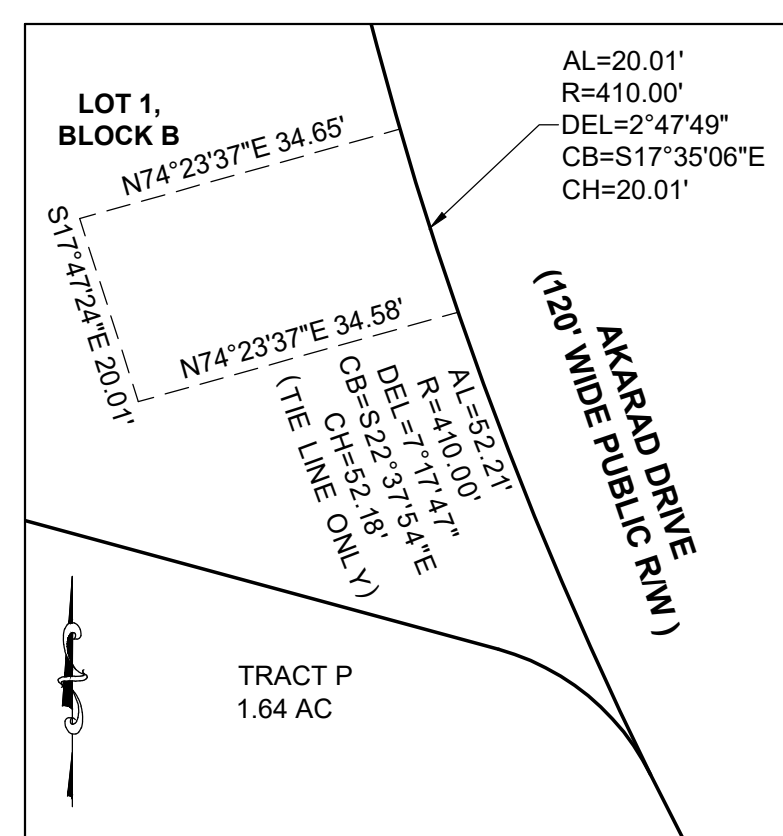 LOT 1,
BLOCK B
N74°23'37"E 34.65'
S17°47'24"E 20.01'
N74°23'37"E 34.58'
AL=20.01'
R=410.00'
DEL=2°47'49"
CB=S17°35'06"E
CH=20.01'
AL=52.21'
R=410.00'
DEL=7°17'47"
CB=S22°37'54"E
CH=52.18'
(TIE LINE ONLY)
AKARAD DRIVE
(120' WIDE PUBLIC R/W)
TRACT P
1.64 AC